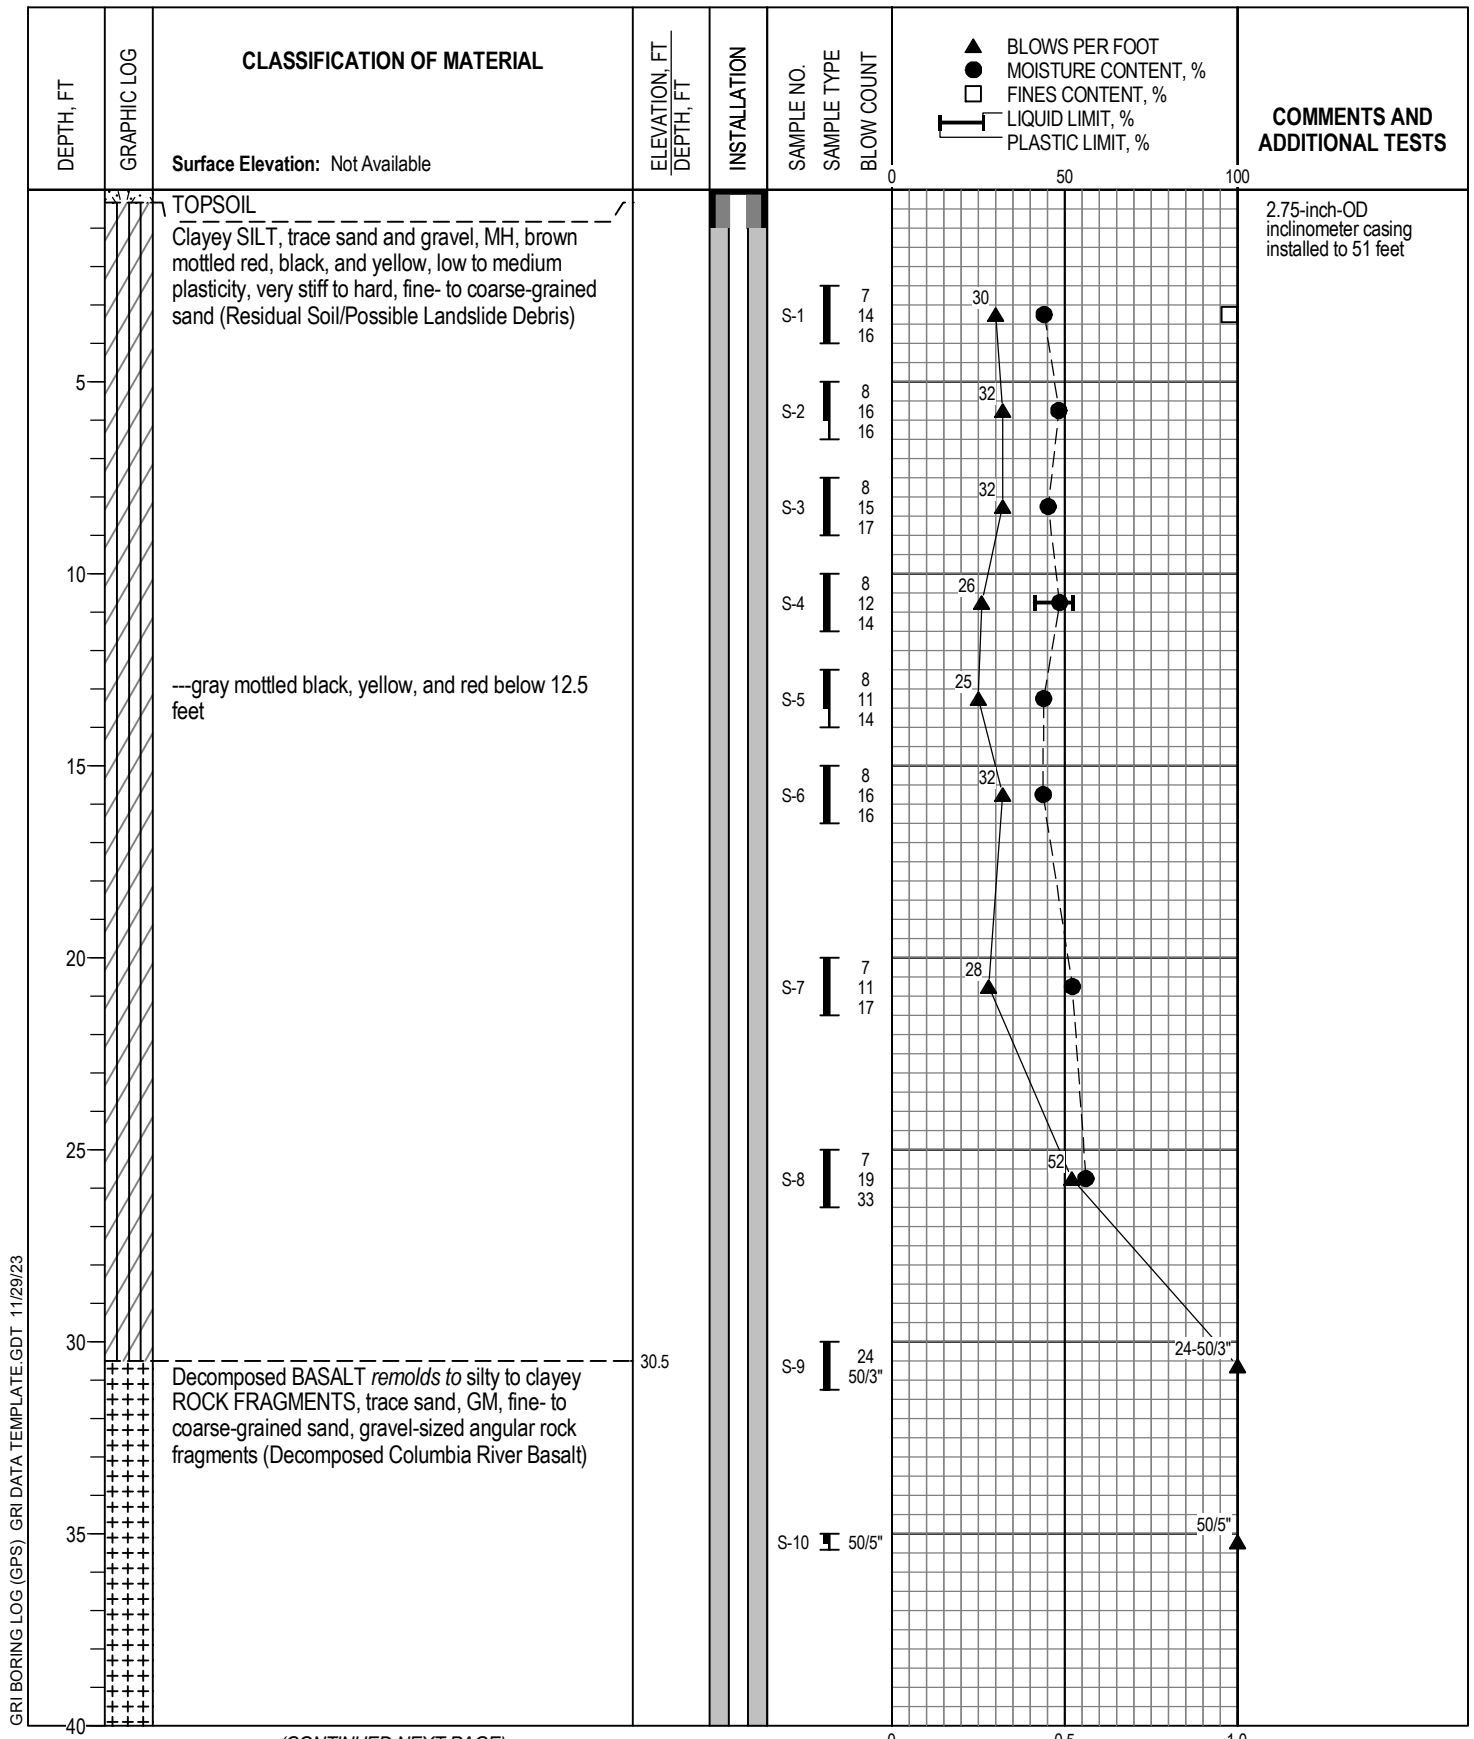 DEPTH, FT
GRAPHIC LOG
CLASSIFICATION OF MATERIAL
Surface Elevation: Not Available
ELEVATION, FT
DEPTH, FT
INSTALLATION
SAMPLE NO.
SAMPLE TYPE
BLOW COUNT
BLOWS PER FOOT
MOISTURE CONTENT, %
FINES CONTENT, %
LIQUID LIMIT, %
PLASTIC LIMIT, %
0 50 100
COMMENTS AND
ADDITIONAL TESTS
TOPSOIL
Clayey SILT, trace sand and gravel, MH, brown
mottled red, black, and yellow, low to medium
plasticity, very stiff to hard, fine- to coarse-grained
sand (Residual Soil/Possible Landslide Debris)
2.75-inch-OD
inclinometer casing
installed to 51 feet
S-1
7
14
16
30
5
S-2
8
16
16
32
S-3
8
15
17
32
10
S-4
8
12
14
26
---gray mottled black, yellow, and red below 12.5
feet
S-5
8
11
14
25
15
S-6
8
16
16
32
20
S-7
7
11
17
28
25
S-8
7
19
33
52
30
30.5
S-9
24
50/3"
24-50/3"
Decomposed BASALT remolds to silty to clayey
ROCK FRAGMENTS, trace sand, GM, fine- to
coarse-grained sand, gravel-sized angular rock
fragments (Decomposed Columbia River Basalt)
35
S-10
50/5"
50/5"
40
GRI BORING LOG (GPS) GRI DATA TEMPLATE.GDT 11/29/23
(CONTINUED NEXT PAGE)
0 0.5 1.0